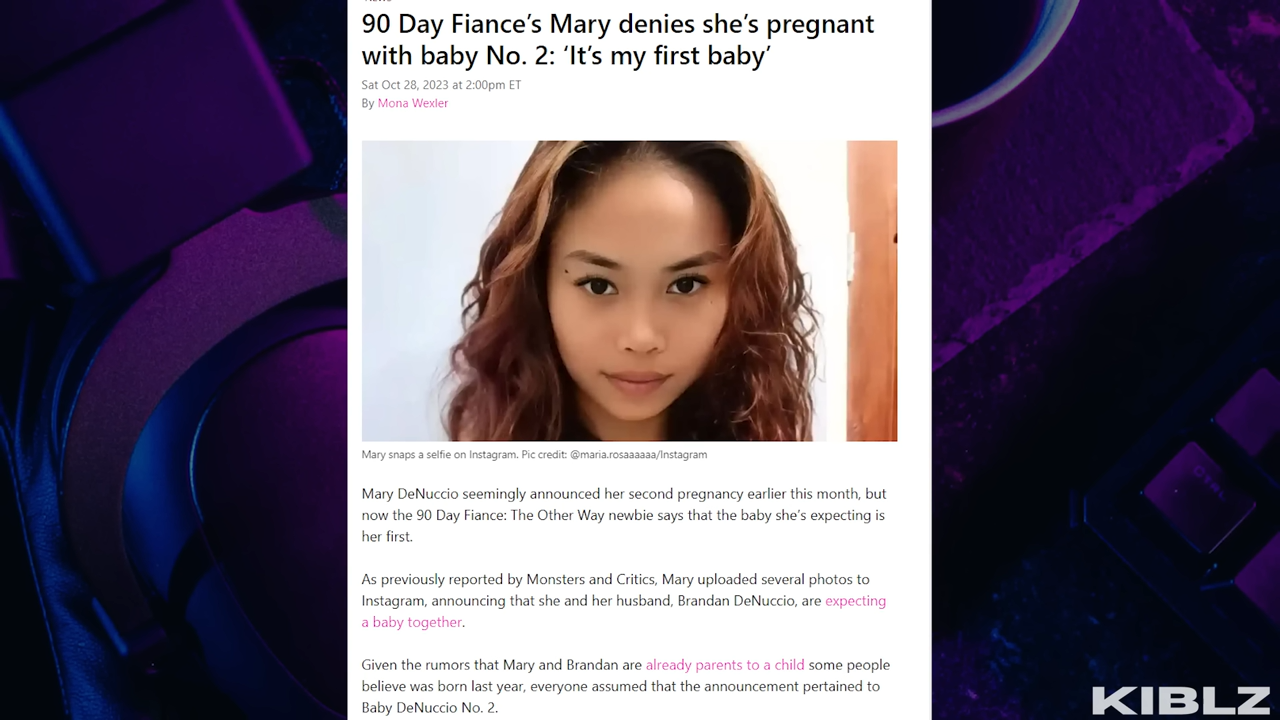 90 Day Fiance’s Mary denies she’s pregnant
with baby No. 2: ‘It’s my first baby’
Sat Oct 28, 2023 at 2:00pm ET
By Mona Wexler
Mary snaps a selfie on Instagram. Pic credit: @maria.rosaaaaaa/Instagram
Mary DeNuccio seemingly announced her second pregnancy earlier this month, but
now the 90 Day Fiance: The Other Way newbie says that the baby she’s expecting is
her first.
As previously reported by Monsters and Critics, Mary uploaded several photos to
Instagram, announcing that she and her husband, Brandan DeNuccio, are expecting
a baby together.
Given the rumors that Mary and Brandan are already parents to a child some people
believe was born last year, everyone assumed that the announcement pertained to
Baby DeNuccio No. 2.
KIBLZ